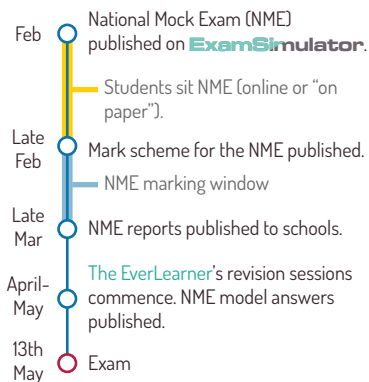 Feb
National Mock Exam (NME)
published on ExamSimulator.
Students sit NME (online or “on
paper”).
Late
Feb
Mark scheme for the NME published.
NME marking window
Late
Mar
NME reports published to schools.
April-
May
The EverLearner’s revision sessions
commence. NME model answers
published.
13th
May
Exam